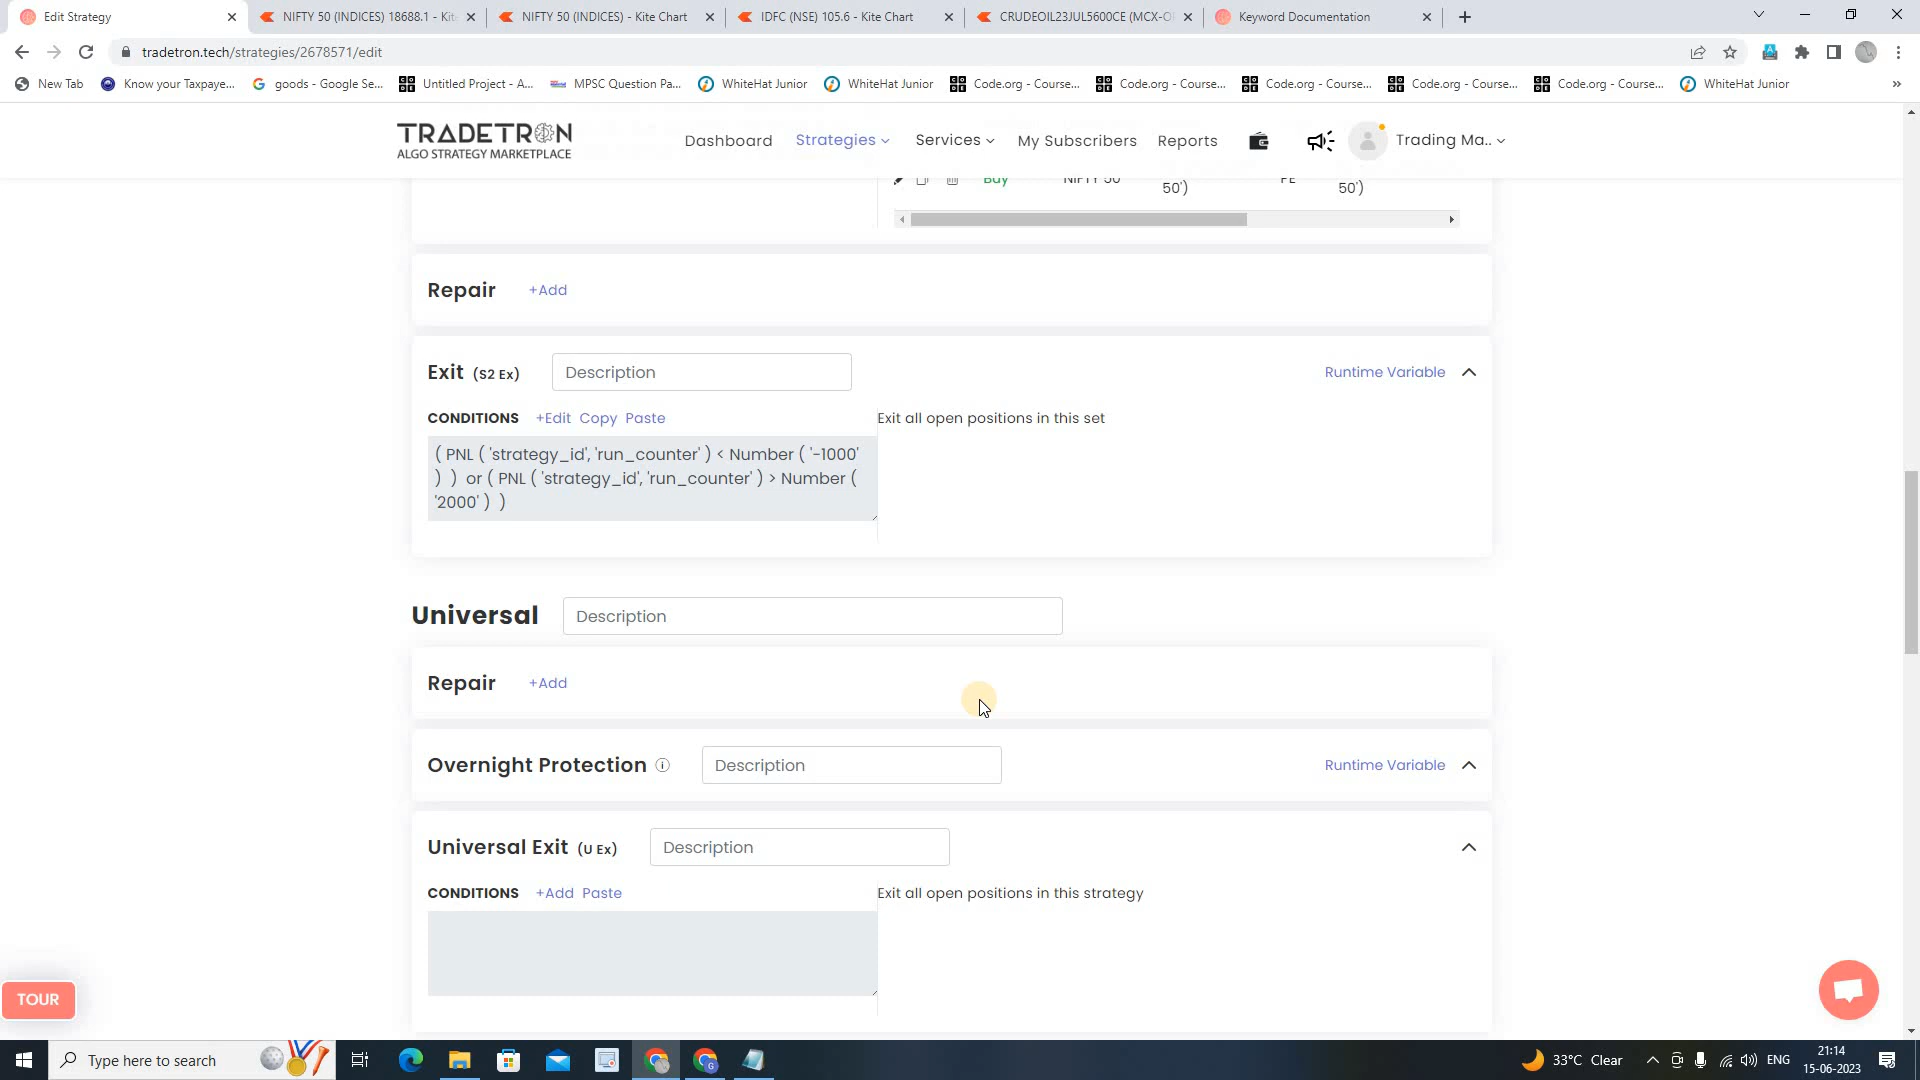 Edit Strategy
NIFTY 50 (INDICES) 18688.1 - Kit
NIFTY 50 (INDICES) - Kite Chart
IDFC (NSE) 105.6 - Kite Chart
CRUDEOIL23JUL5600CE (MCX-O
Keyword Documentation
tradetron.tech/strategies/2678571/edit
New Tab
Know your Taxpaye...
goods - Google Se...
Untitled Project - A...
MPSC Question Pa...
WhiteHat Junior
WhiteHat Junior
Code.org - Course...
Code.org - Course...
Code.org - Course...
Code.org - Course...
Code.org - Course...
WhiteHat Junior
»
TRADETRON
ALGO STRATEGY MARKETPLACE
Dashboard
Strategies
Services
My Subscribers
Reports
Trading Ma..
Buy
NIFTY 50
50')
PE
50')
Repair +Add
Exit (S2 Ex) Description Runtime Variable
CONDITIONS +Edit Copy Paste Exit all open positions in this set
( PNL ( 'strategy_id', 'run_counter' ) < Number ( '-1000'
) ) or ( PNL ( 'strategy_id', 'run_counter' ) > Number (
'2000' ) )
Universal Description
Repair +Add
Overnight Protection Description Runtime Variable
Universal Exit (U Ex) Description
CONDITIONS +Add Paste Exit all open positions in this strategy
TOUR
Type here to search
33°C Clear
ENG
21:14
15-06-2023